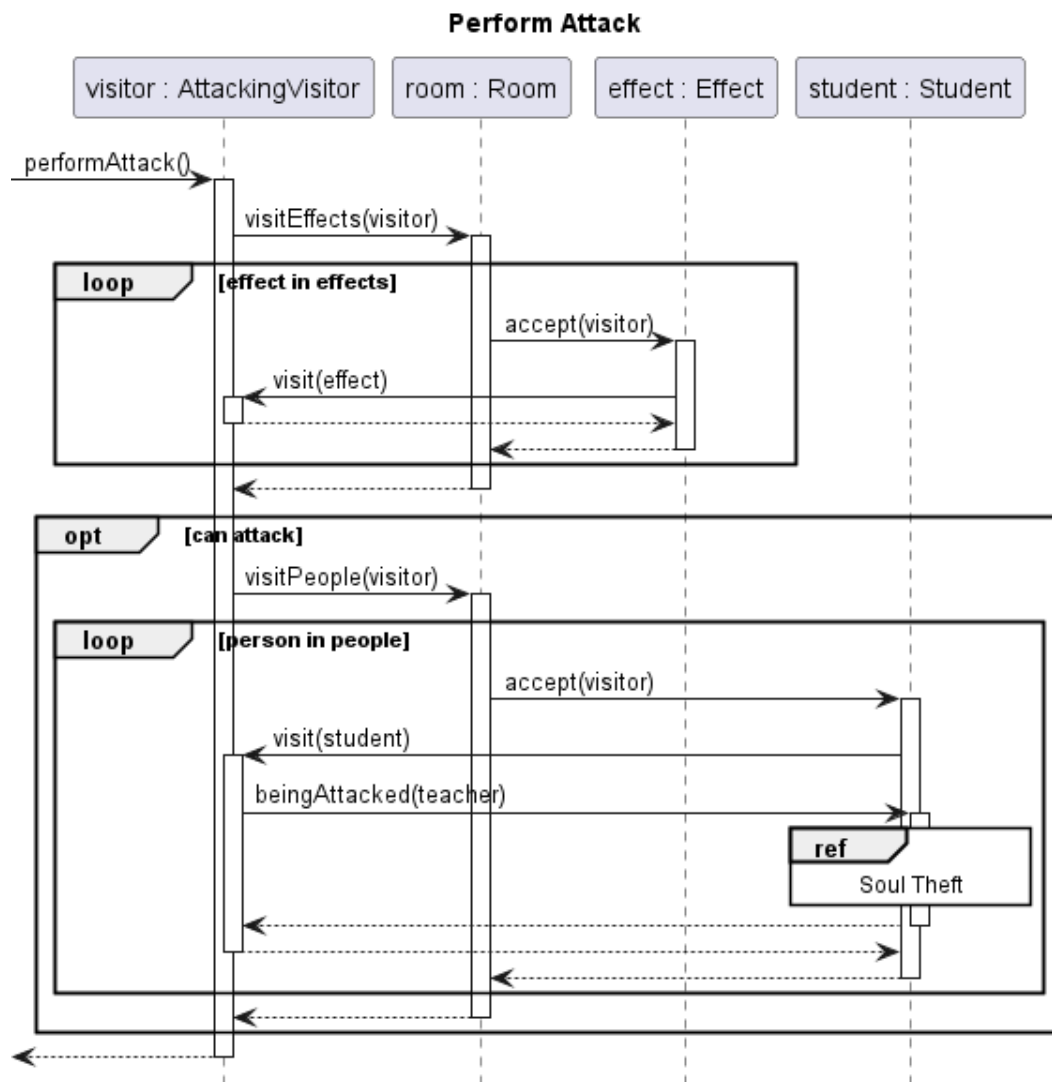 Perform Attack
visitor : AttackingVisitor
room : Room
effect : Effect
student : Student
performAttack()
visitEffects(visitor)
loop
[effect in effects]
accept(visitor)
visit(effect)
opt
[can attack]
visitPeople(visitor)
loop
[person in people]
accept(visitor)
visit(student)
beingAttacked(teacher)
ref
Soul Theft